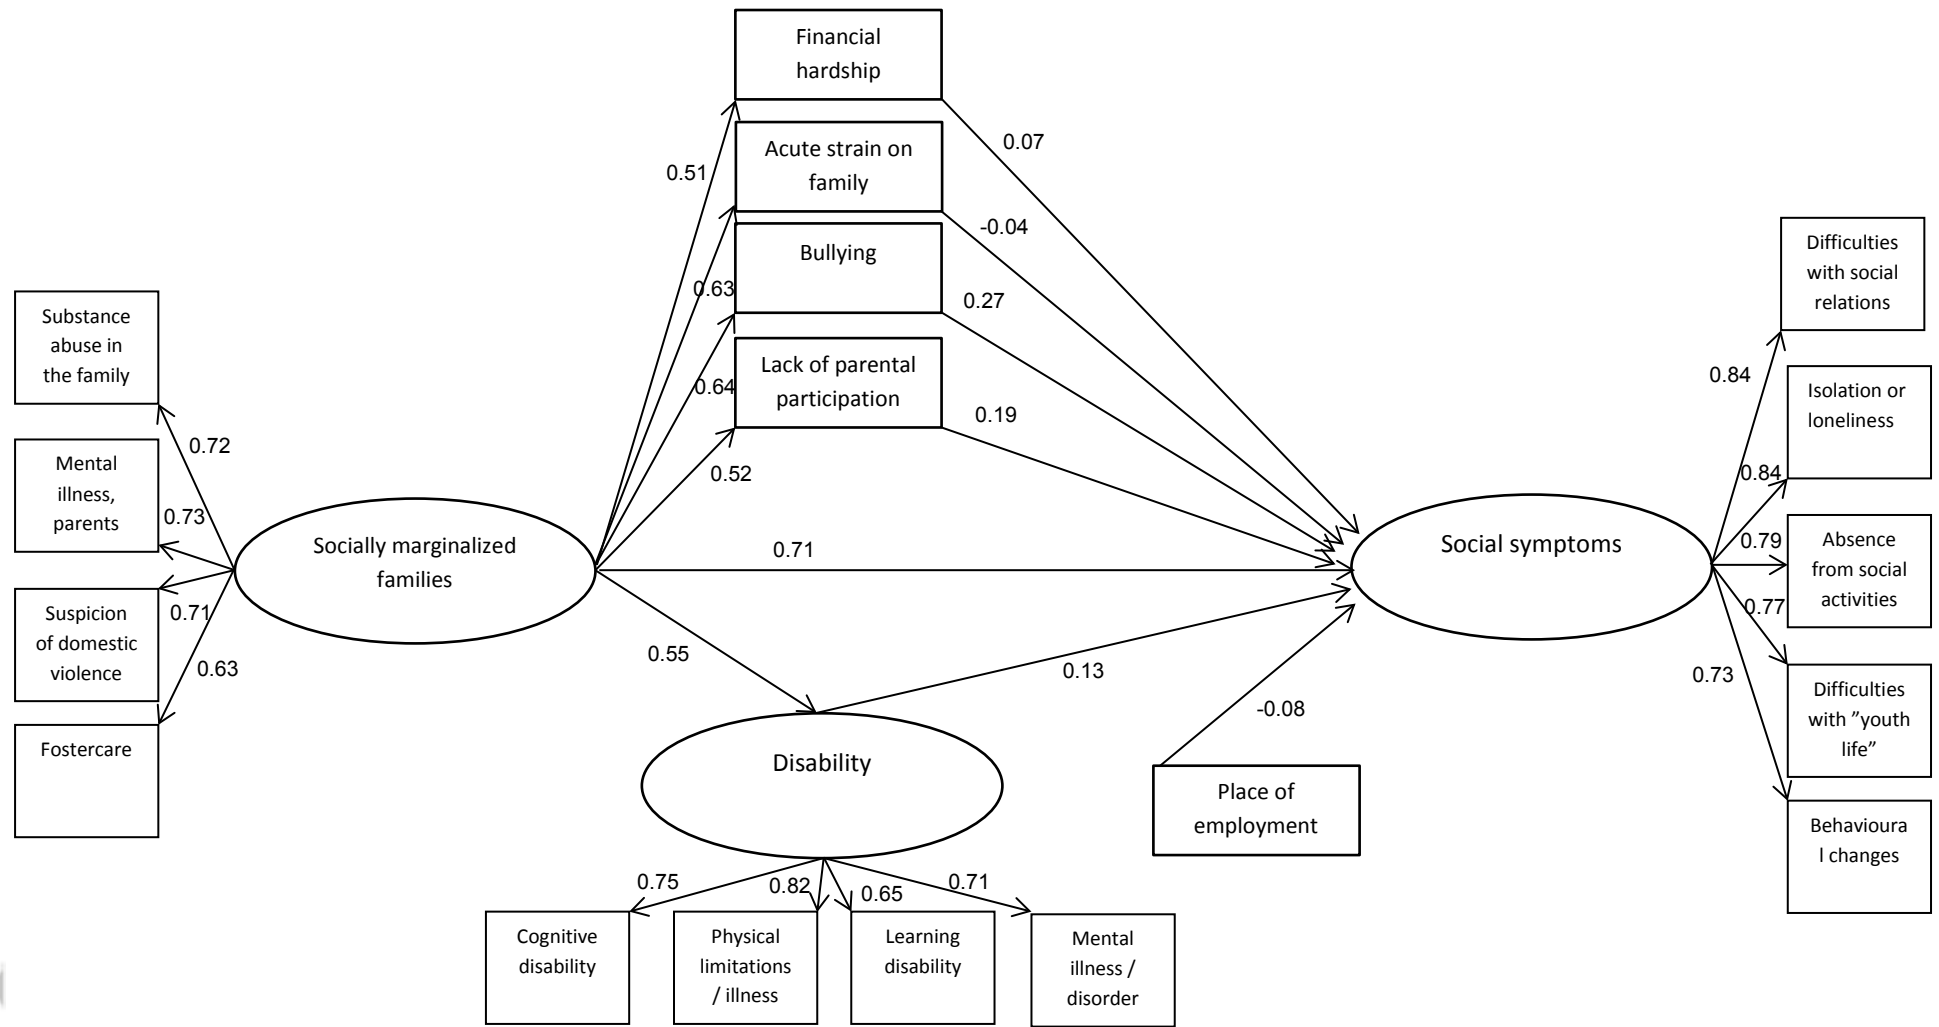 Financial
hardship
Acute strain on
family
Bullying
Lack of parental
participation
0.51
0.63
0.64
0.52
0.07
-0.04
0.27
0.19
Substance
abuse in
the family
Mental
illness,
parents
Suspicion
of domestic
violence
Fostercare
0.72
0.73
0.71
0.63
Socially marginalized
families
0.71
0.55
0.13
-0.08
Social symptoms
Difficulties
with social
relations
Isolation or
loneliness
Absence
from social
activities
Difficulties
with ”youth
life”
Behavioura
l changes
0.84
0.84
0.79
0.77
0.73
Disability
Place of
employment
0.75
0.82
0.65
0.71
Cognitive
disability
Physical
limitations
/ illness
Learning
disability
Mental
illness /
disorder